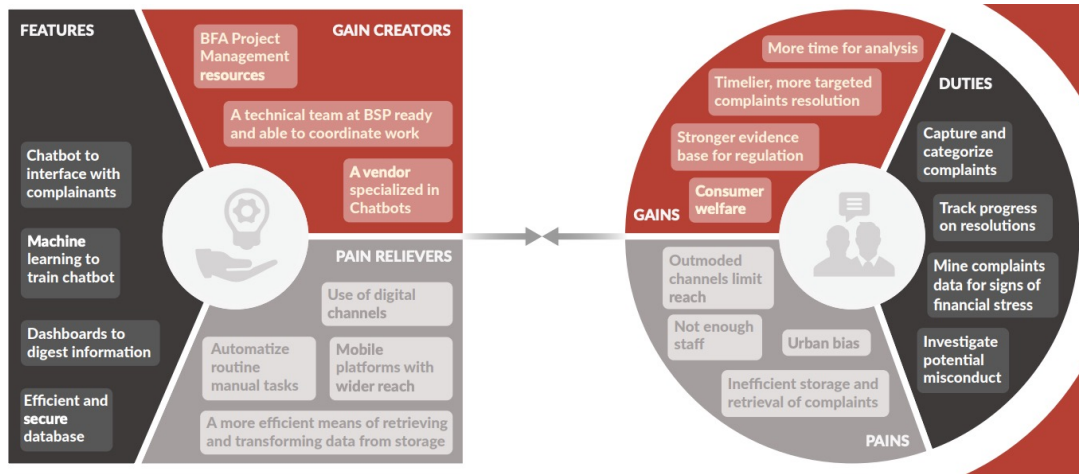 FEATURES
Chatbot to
interface with
complainants
Machine
learning to
train chatbot
Dashboards to
digest information
Efficient and
secure
database
GAIN CREATORS
BFA Project
Management
resources
A technical team at BSP ready
and able to coordinate work
A vendor
specialized in
Chatbots
PAIN RELIEVERS
Use of digital
channels
Automatize
routine
manual tasks
Mobile
platforms with
wider reach
A more efficient means of retrieving
and transforming data from storage
More time for analysis
Timelier, more targeted
complaints resolution
Stronger evidence
base for regulation
Consumer
welfare
GAINS
DUTIES
Capture and
categorize
complaints
Track progress
on resolutions
Mine complaints
data for signs of
financial stress
Investigate
potential
misconduct
Outmoded
channels limit
reach
Not enough
staff
Urban bias
Inefficient storage and
retrieval of complaints
PAINS